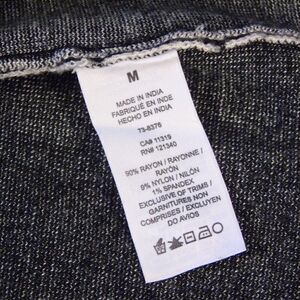 M
MADE IN INDIA
FABRIQUÉ EN INDE
HECHO EN INDIA
73-8376
CA# 11319
RN# 121340
90% RAYON / RAYONNE /
RAYÓN
9% NYLON / NILÓN
1% SPANDEX
EXCLUSIVE OF TRIMS /
GARNITURES NON
COMPRISES / EXCLUYEN
DO AVIOS